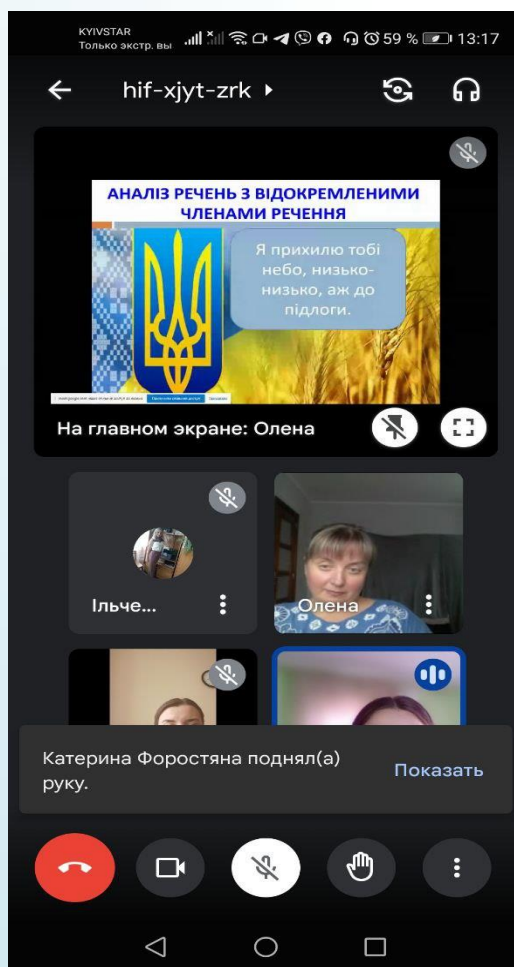 KYIVSTAR
Только экстр. вы
59 %
13:17
hif-xjyt-zrk
АНАЛІЗ РЕЧЕНЬ З ВІДОКРЕМЛЕНИМИ
ЧЛЕНАМИ РЕЧЕННЯ
Я прихилю тобі
небо, низько-
низько, аж до
підлоги.
На главном экране: Олена
Ільче...
Олена
Катерина Форостяна поднял(а)
руку.
Показать